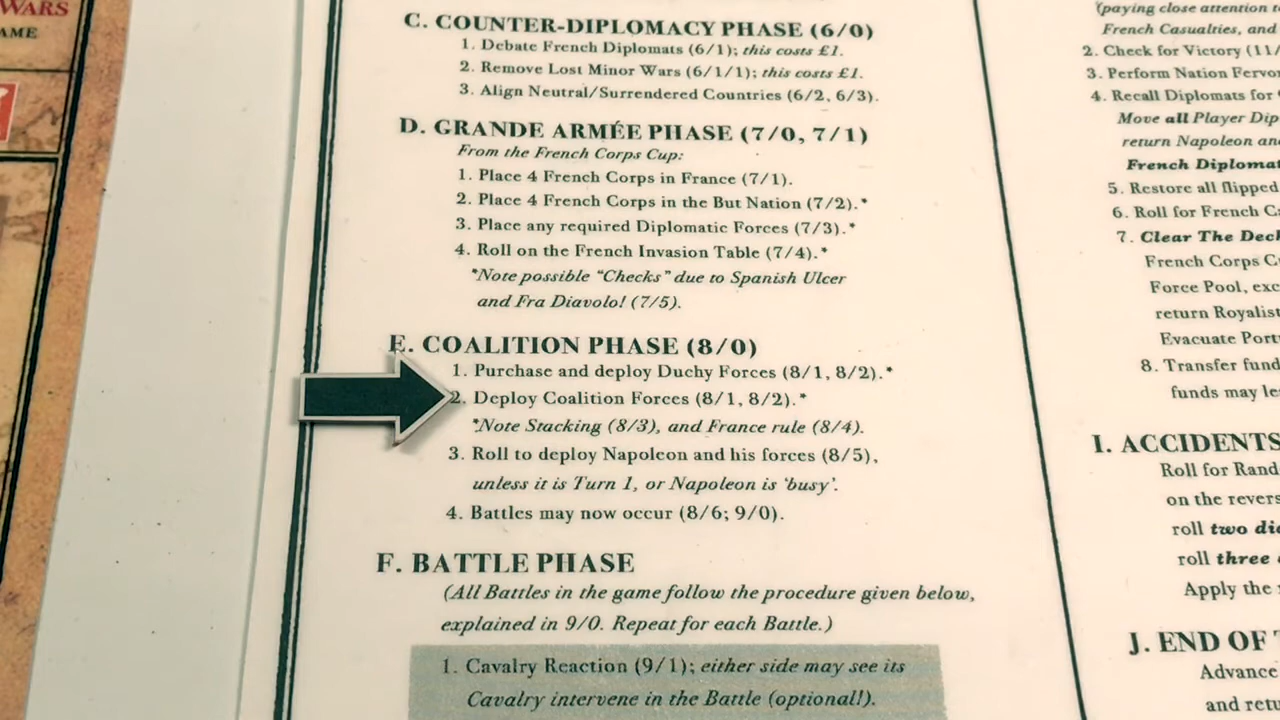 WARS
AME
C. COUNTER-DIPLOMACY PHASE (6/0)
1. Debate French Diplomats (6/1); this costs £1.
2. Remove Lost Minor Wars (6/1/1); this costs £1.
3. Align Neutral/Surrendered Countries (6/2, 6/3).
D. GRANDE ARMÉE PHASE (7/0, 7/1)
From the French Corps Cup:
1. Place 4 French Corps in France (7/1).
2. Place 4 French Corps in the But Nation (7/2).*
3. Place any required Diplomatic Forces (7/3).*
4. Roll on the French Invasion Table (7/4).*
*Note possible “Checks” due to Spanish Ulcer
and Fra Diavolo! (7/5).
E. COALITION PHASE (8/0)
1. Purchase and deploy Duchy Forces (8/1, 8/2).*
2. Deploy Coalition Forces (8/1, 8/2).*
*Note Stacking (8/3), and France rule (8/4).
3. Roll to deploy Napoleon and his forces (8/5),
unless it is Turn 1, or Napoleon is ‘busy’.
4. Battles may now occur (8/6; 9/0).
F. BATTLE PHASE
(All Battles in the game follow the procedure given below,
explained in 9/0. Repeat for each Battle.)
1. Cavalry Reaction (9/1); either side may see its
Cavalry intervene in the Battle (optional!).
(paying close attention
French Casualties, and
2. Check for Victory (11/
3. Perform Nation Fervo
4. Recall Diplomats for
Move all Player Dip
return Napoleon an
French Diplomat
5. Restore all flipped
6. Roll for French C
7. Clear The Deck
French Corps C
Force Pool, exc
return Royalist
Evacuate Port
8. Transfer fund
funds may le
I. ACCIDENTS
Roll for Rand
on the revers
roll two di
roll three
Apply the
J. END OF
Advance
and retu